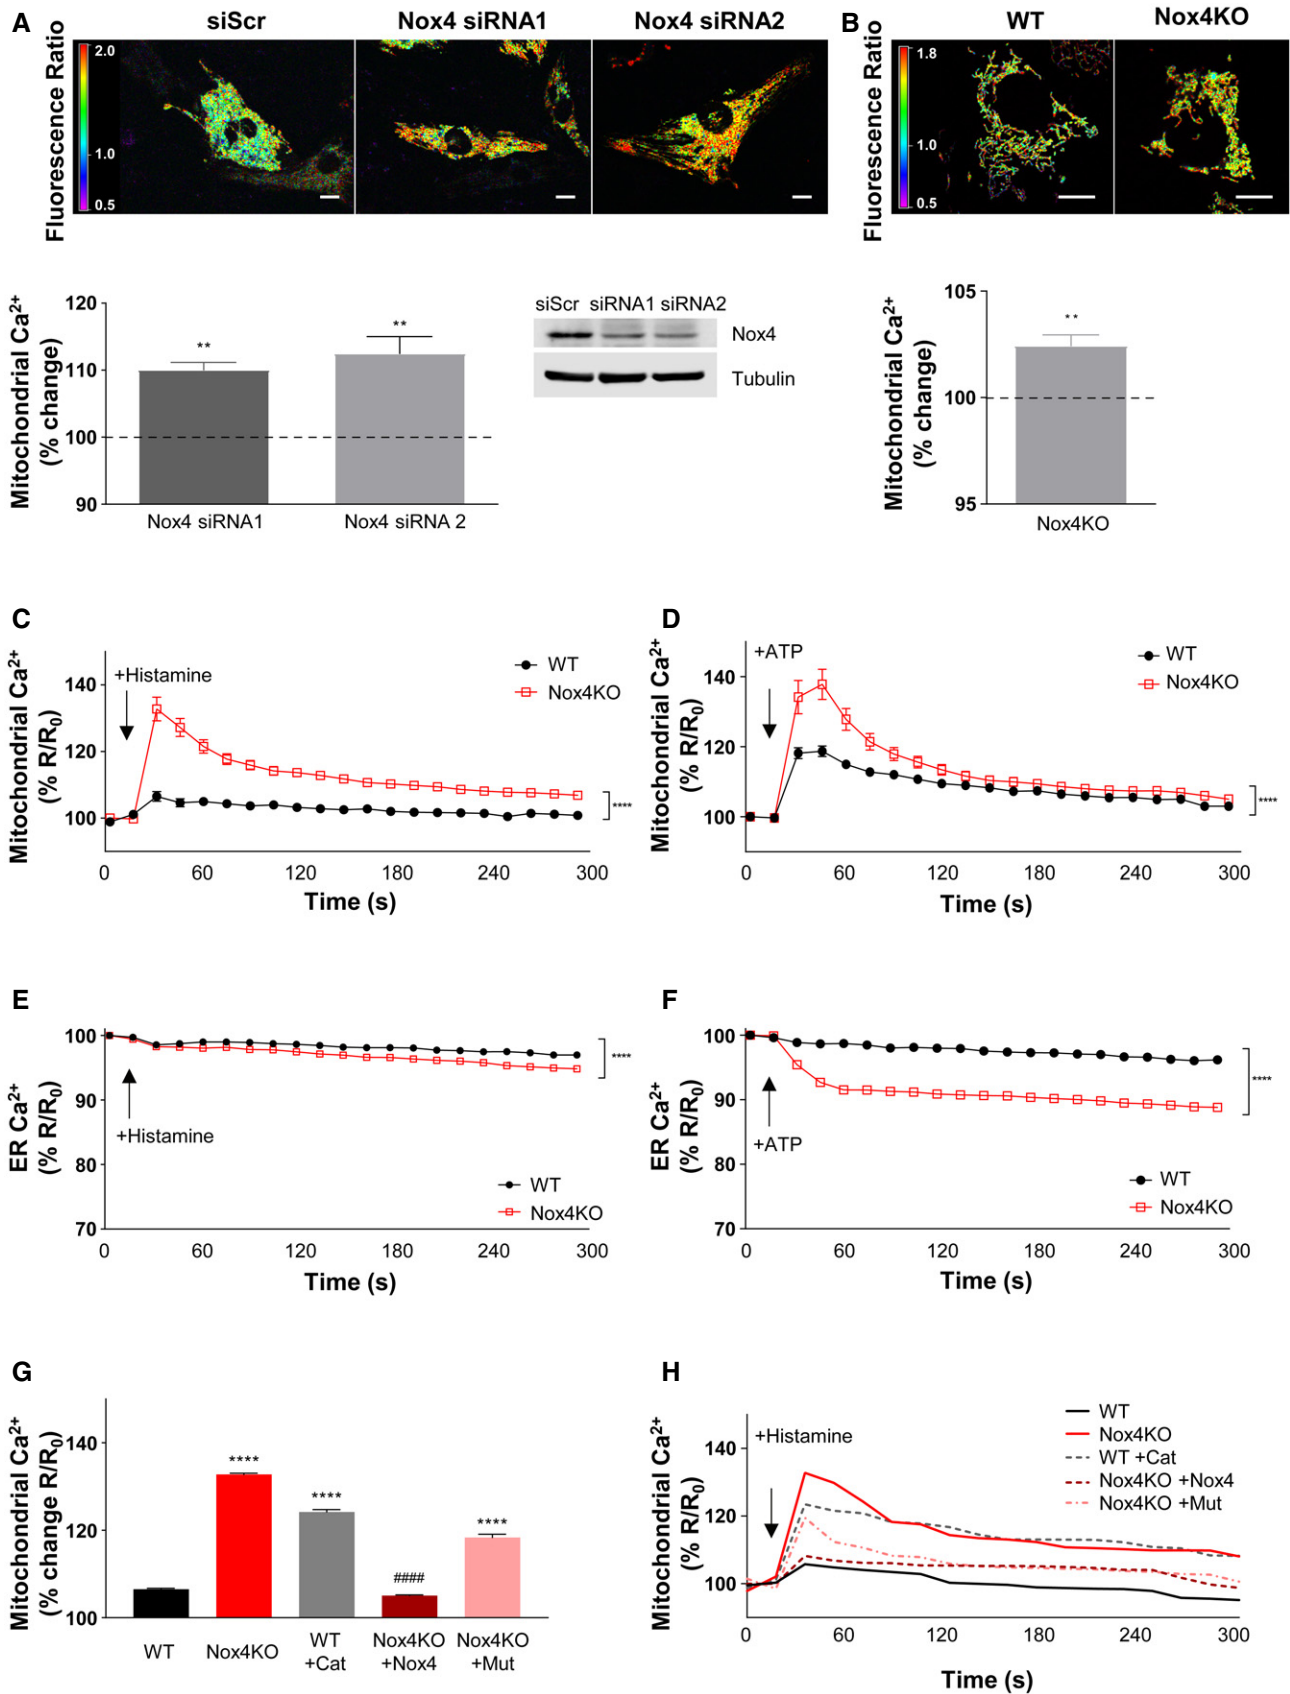 A
siScr
Nox4 siRNA1
Nox4 siRNA2
Fluorescence Ratio
2.0
1.0
0.5
B
WT
Nox4KO
Fluorescence Ratio
1.8
1.0
0.5
Mitochondrial Ca2+
(% change)
120
110
100
90
**
**
Nox4 siRNA1
Nox4 siRNA 2
siScr siRNA1 siRNA2
Nox4
Tubulin
Mitochondrial Ca2+
(% change)
105
100
95
**
Nox4KO
C
Mitochondrial Ca2+
(% R/R0)
140
120
100
+Histamine
WT
Nox4KO
****
0 60 120 180 240 300
Time (s)
D
Mitochondrial Ca2+
(% R/R0)
140
120
100
+ATP
WT
Nox4KO
****
0 60 120 180 240 300
Time (s)
E
ER Ca2+
(% R/R0)
100
90
80
70
+Histamine
****
WT
Nox4KO
0 60 120 180 240 300
Time (s)
F
ER Ca2+
(% R/R0)
100
90
80
70
+ATP
****
WT
Nox4KO
0 60 120 180 240 300
Time (s)
G
Mitochondrial Ca2+
(% change R/R0)
140
120
100
****
****
####
****
WT
Nox4KO
WT
+Cat
Nox4KO
+Nox4
Nox4KO
+Mut
H
Mitochondrial Ca2+
(% R/R0)
140
120
100
+Histamine
WT
Nox4KO
WT +Cat
Nox4KO +Nox4
Nox4KO +Mut
0 60 120 180 240 300
Time (s)